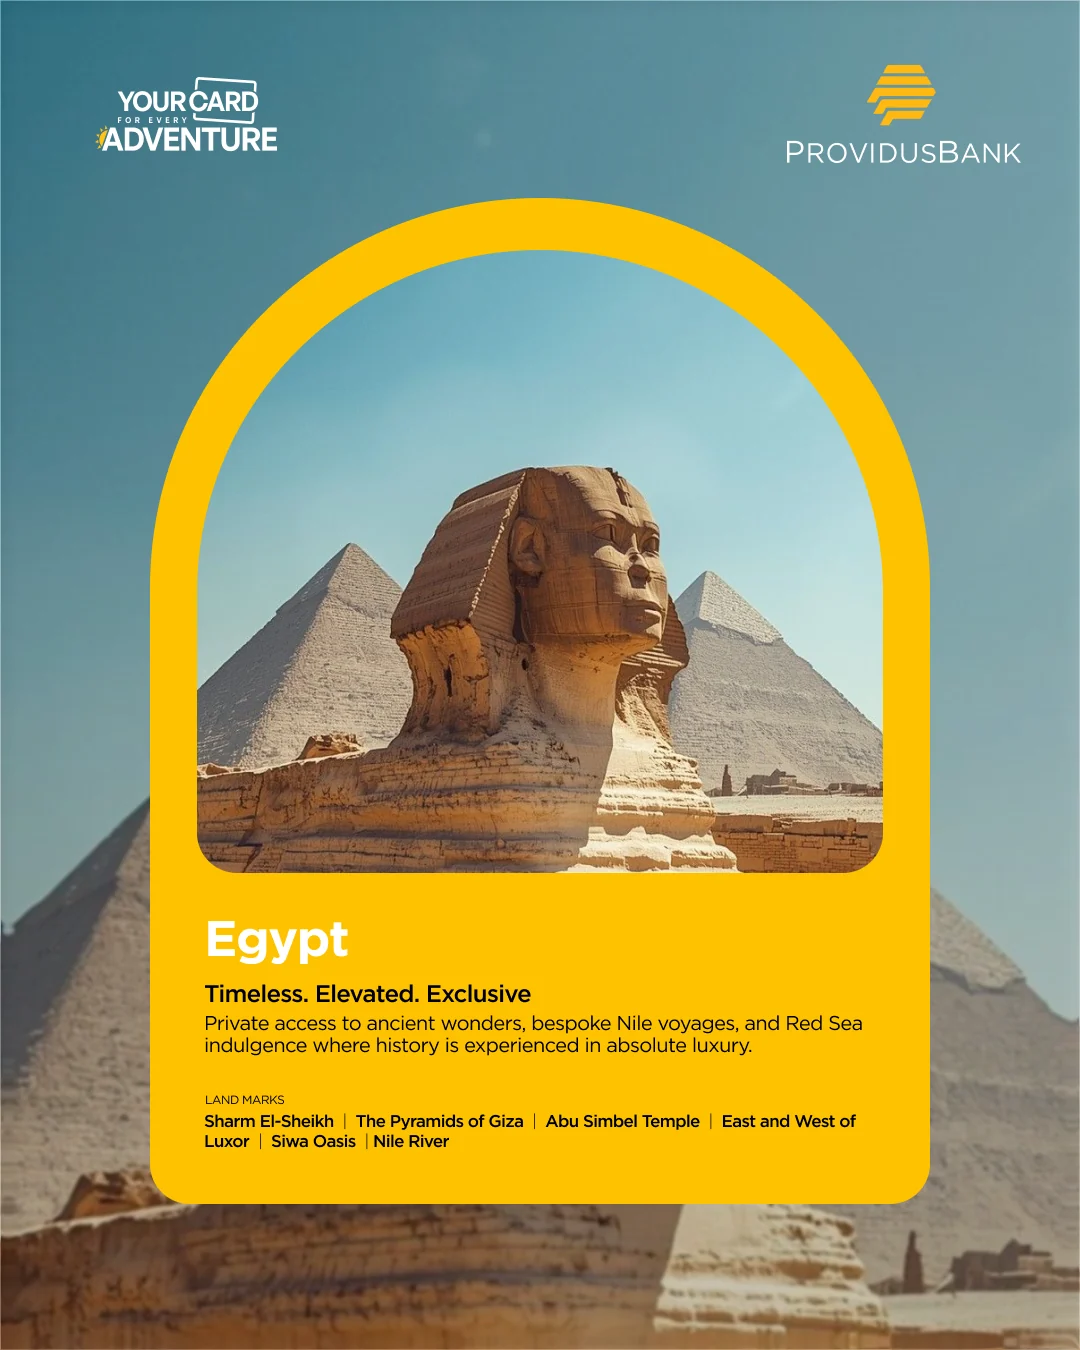 YOUR CARD
FOR EVERY
ADVENTURE
PROVIDUSBANK
Egypt
Timeless. Elevated. Exclusive
Private access to ancient wonders, bespoke Nile voyages, and Red Sea
indulgence where history is experienced in absolute luxury.
LAND MARKS
Sharm El-Sheikh | The Pyramids of Giza | Abu Simbel Temple | East and West of
Luxor | Siwa Oasis | Nile River